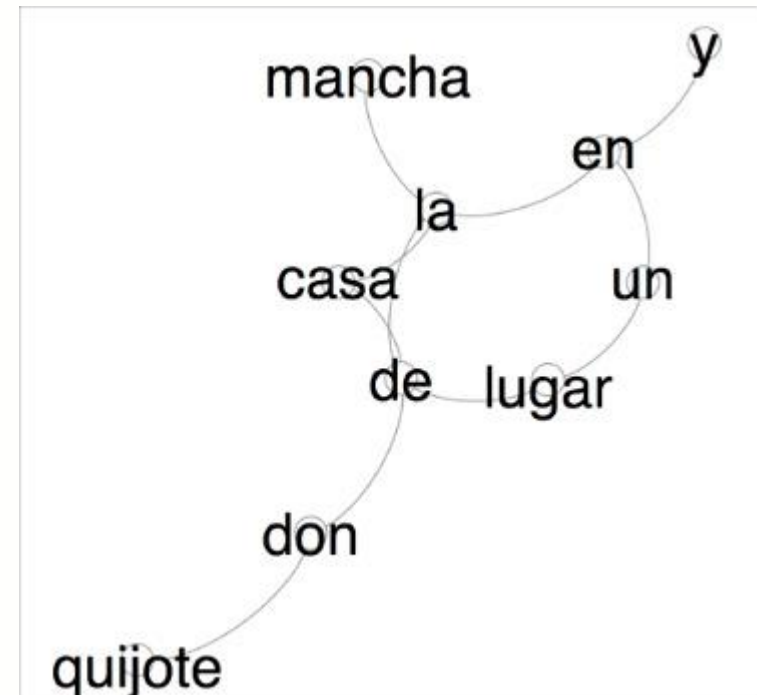 y
mancha
en
la
casa
un
de
lugar
don
quijote